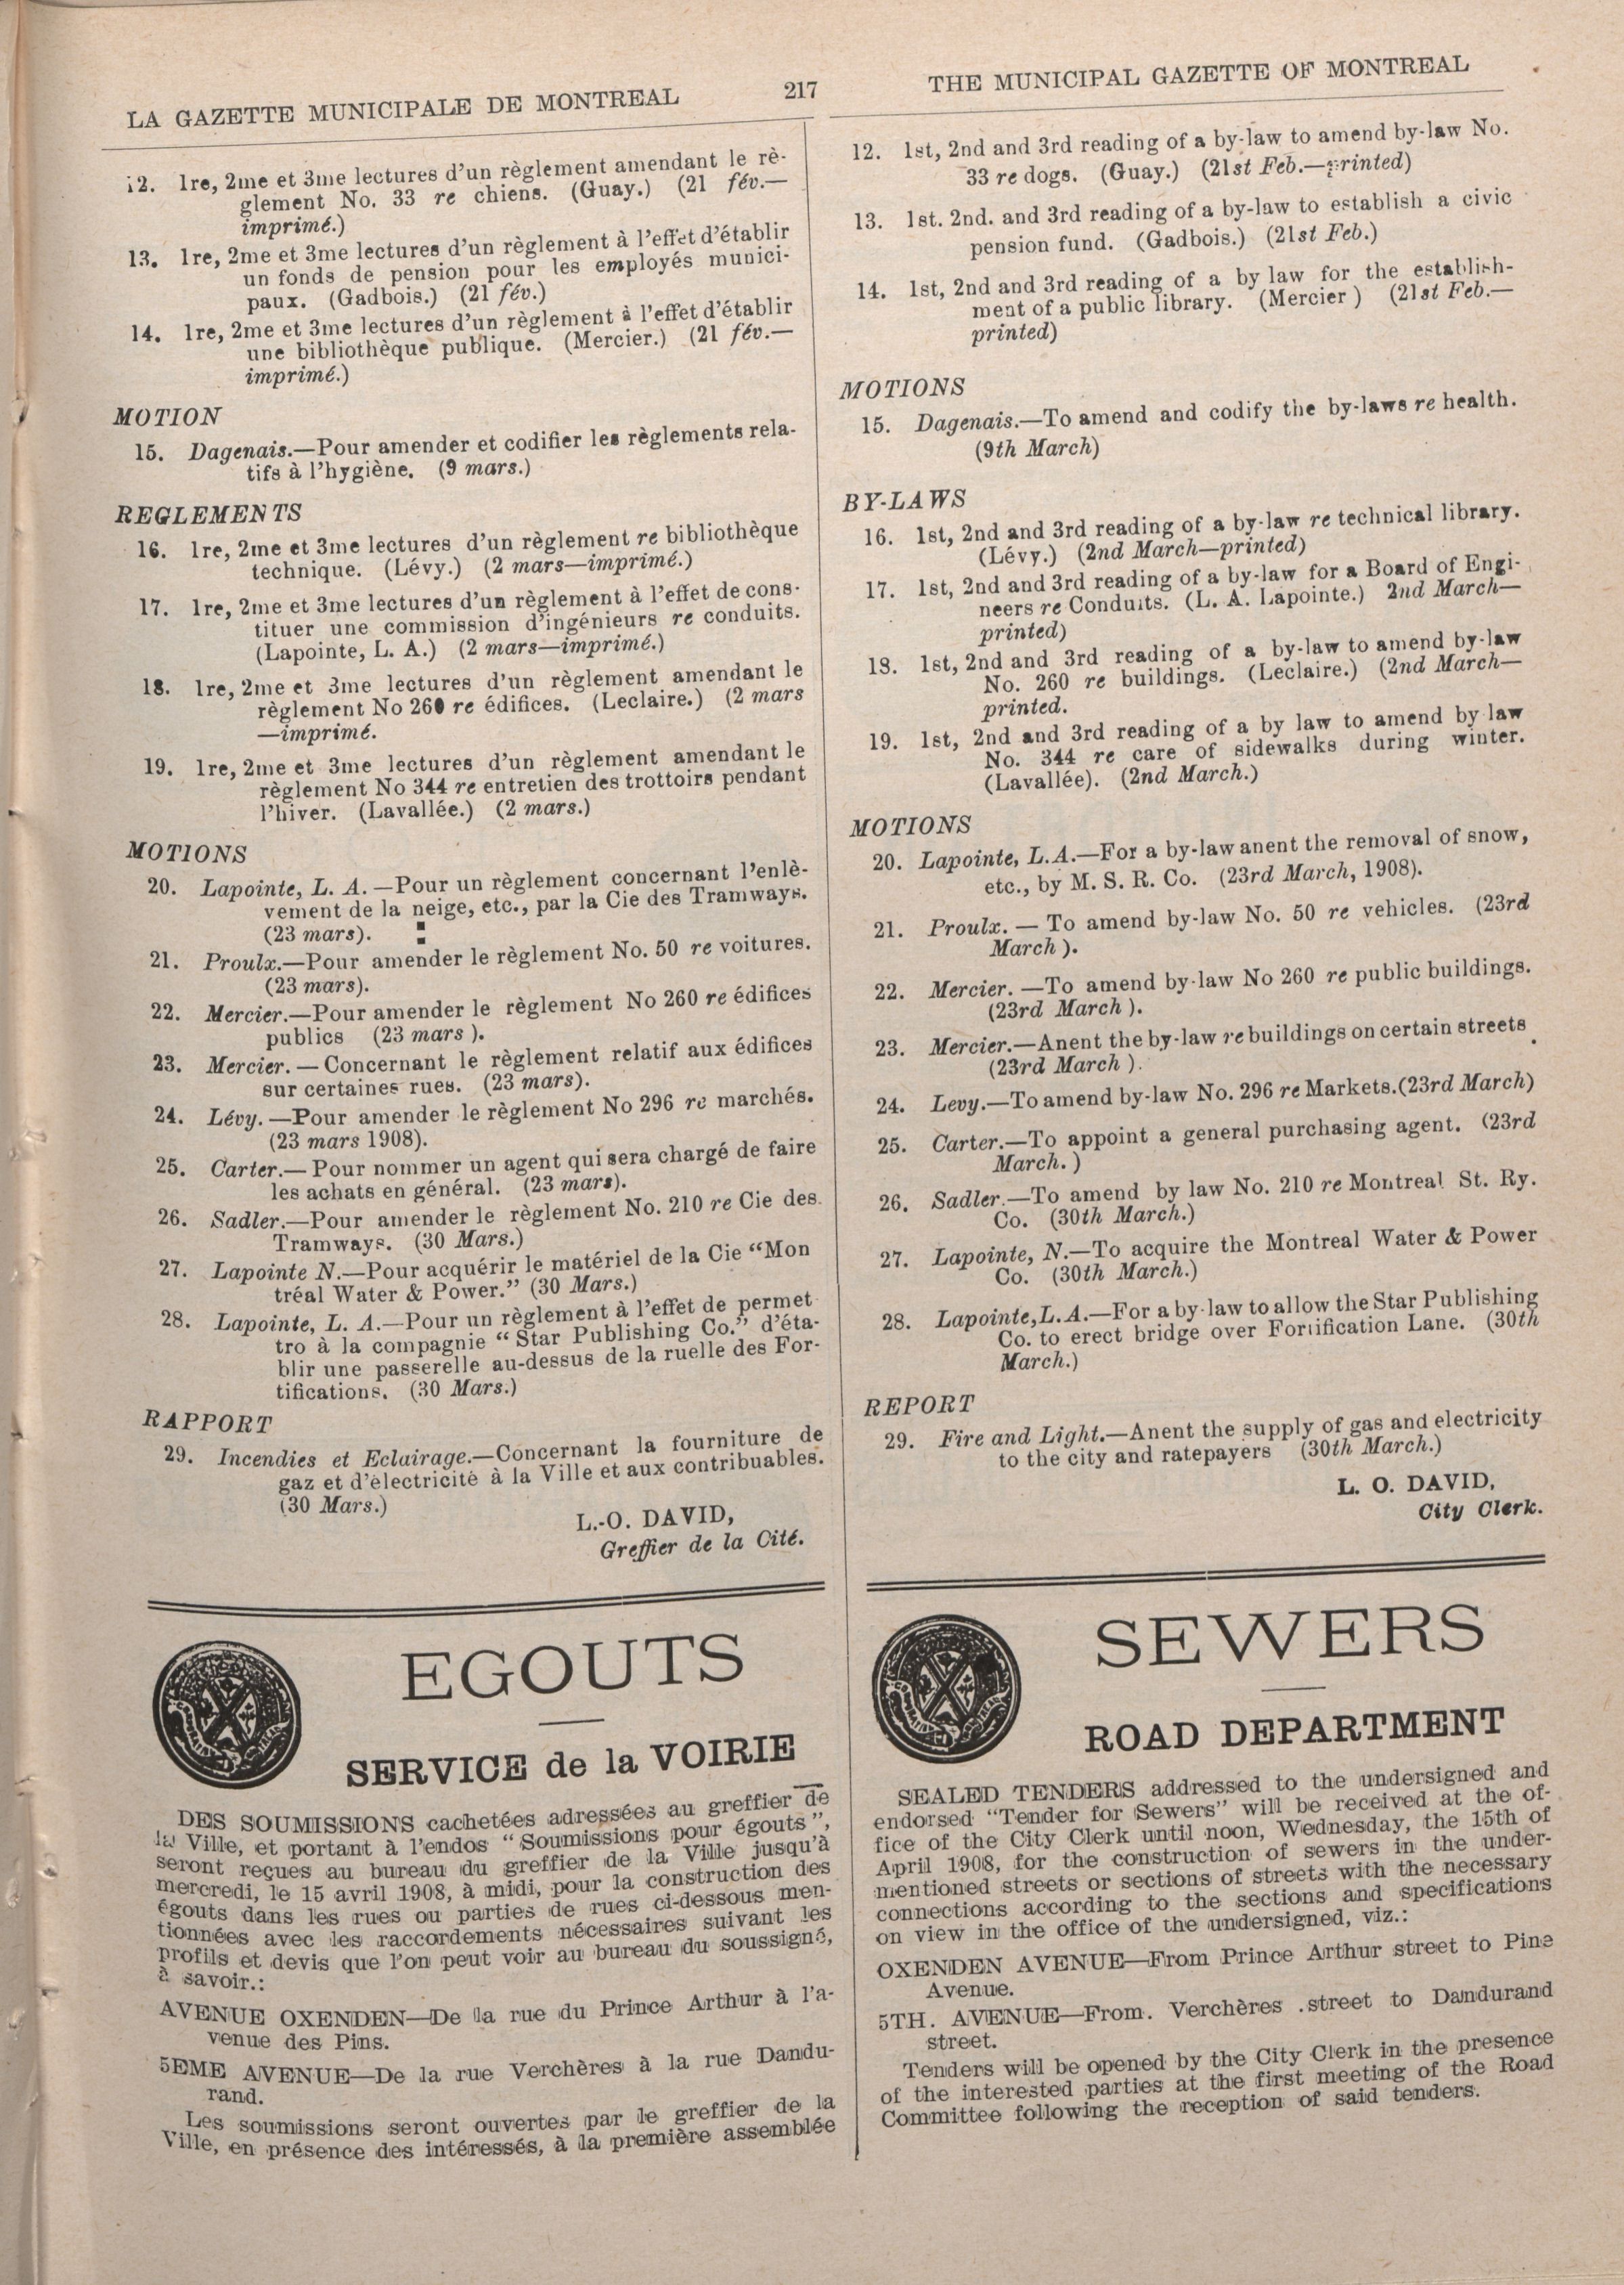 LA GAZETTE MUNICIPALE DE MONTREAL
217
THE MUNICIPAL GAZETTE OF MONTREAL
12. 1re, 2me et 3me lectures d'un règlement amendant le rè-
glement No. 33 re chiens. (Guay.) (21 fév.—
imprimé.)
13. 1re, 2me et 3me lectures d'un règlement à l'effet d'établir
un fonds de pension pour les employés munici-
paux. (Gadbois.) (21 fév.)
14. 1re, 2me et 3me lectures d'un règlement à l'effet d'établir
une bibliothèque publique. (Mercier.) (21 fév.—
imprimé.)
MOTION
15. Dagenais.—Pour amender et codifier les règlements rela-
tifs à l'hygiène. (9 mars.)
REGLEMENTS
16. 1re, 2me et 3me lectures d'un règlement re bibliothèque
technique. (Lévy.) (2 mars—imprimé.)
17. 1re, 2me et 3me lectures d'un règlement à l'effet de cons-
tituer une commission d'ingénieurs re conduits.
(Lapointe, L. A.) (2 mars—imprimé.)
18. 1re, 2me et 3me lectures d'un règlement amendant le
règlement No 260 re édifices. (Leclaire.) (2 mars
—imprimé.
19. 1re, 2me et 3me lectures d'un règlement amendant le
règlement No 344 re entretien des trottoirs pendant
l'hiver. (Lavallée.) (2 mars.)
MOTIONS
20. Lapointe, L. A. —Pour un règlement concernant l'enlè-
vement de la neige, etc., par la Cie des Tramways.
(23 mars).
21. Proulx.—Pour amender le règlement No. 50 re voitures.
(23 mars).
22. Mercier.—Pour amender le règlement No 260 re édifices
publics (23 mars ).
23. Mercier. — Concernant le règlement relatif aux édifices
sur certaines rues. (23 mars).
24. Lévy. —Pour amender le règlement No 296 re marchés.
(23 mars 1908).
25. Carter.— Pour nommer un agent qui sera chargé de faire
les achats en général. (23 mars).
26. Sadler.—Pour amender le règlement No. 210 re Cie des
Tramways. (30 Mars.)
27. Lapointe N.—Pour acquérir le matériel de la Cie "Mon
tréal Water & Power." (30 Mars.)
28. Lapointe, L. A.—Pour un règlement à l'effet de permet
tro à la compagnie " Star Publishing Co." d'éta-
blir une passerelle au-dessus de la ruelle des For-
tifications. (30 Mars.)
RAPPORT
29. Incendies et Eclairage.—Concernant la fourniture de
gaz et d'électricité à la Ville et aux contribuables.
(30 Mars.)
L.-O. DAVID,
Greffier de la Cité.
EGOUTS
SERVICE de la VOIRIE
DES SOUMISSIONS cachetées adressées au greffier de
la Ville, et portant à l'endos " Soumissions pour égouts ",
seront reçues au bureau du greffier de la Ville jusqu'à
mercredi, le 15 avril 1908, à midi, pour la construction des
égouts dans les rues ou parties de rues ci-dessous men-
tionnées avec les raccordements nécessaires suivant les
profils et devis que l'on peut voir au bureau du soussigné,
à savoir.:
AVENUE OXENDEN—De la rue du Prince Arthur à l'a-
venue des Pins.
5EME AVENUE—De la rue Verchères à la rue Dandu-
rand.
Les soumissions seront ouvertes par le greffier de la
Ville, en présence des intéressés, à la première assemblée
12. 1st, 2nd and 3rd reading of a by-law to amend by-law No.
33 re dogs. (Guay.) (21st Feb.—printed)
13. 1st. 2nd. and 3rd reading of a by-law to establish a civic
pension fund. (Gadbois.) (21st Feb.)
14. 1st, 2nd and 3rd reading of a by law for the establish-
ment of a public library. (Mercier ) (21st Feb.—
printed)
MOTIONS
15. Dagenais.—To amend and codify the by-laws re health.
(9th March)
BY-LAWS
16. 1st, 2nd and 3rd reading of a by-law re technical library.
(Lévy.) (2nd March—printed)
17. 1st, 2nd and 3rd reading of a by-law for a Board of Engi-
neers re Conduits. (L. A. Lapointe.) 2nd March—
printed)
18. 1st, 2nd and 3rd reading of a by-law to amend by-law
No. 260 re buildings. (Leclaire.) (2nd March—
printed.
19. 1st, 2nd and 3rd reading of a by law to amend by law
No. 344 re care of sidewalks during winter.
(Lavallée). (2nd March.)
MOTIONS
20. Lapointe, L.A.—For a by-law anent the removal of snow,
etc., by M. S. R. Co. (23rd March, 1908).
21. Proulx. — To amend by-law No. 50 re vehicles. (23rd
March ).
22. Mercier. —To amend by-law No 260 re public buildings.
(23rd March ).
23. Mercier.—Anent the by-law re buildings on certain streets
(23rd March ).
24. Levy.—To amend by-law No. 296 re Markets.(23rd March)
25. Carter.—To appoint a general purchasing agent. (23rd
March. )
26. Sadler.—To amend by law No. 210 re Montreal St. Ry.
Co. (30th March.)
27. Lapointe, N.—To acquire the Montreal Water & Power
Co. (30th March.)
28. Lapointe,L.A.—For a by-law to allow the Star Publishing
Co. to erect bridge over Fortification Lane. (30th
March.)
REPORT
29. Fire and Light.—Anent the supply of gas and electricity
to the city and ratepayers (30th March.)
L. O. DAVID,
City Clerk.
SEWERS
ROAD DEPARTMENT
SEALED TENDERS addressed to the undersigned and
endorsed "Tender for Sewers" will be received at the of-
fice of the City Clerk until noon, Wednesday, the 15th of
April 1908, for the construction of sewers in the under-
mentioned streets or sections of streets with the necessary
connections according to the sections and specifications
on view in the office of the undersigned, viz.:
OXENDEN AVENUE—From Prince Arthur street to Pine
Avenue.
5TH. AVENUE—From. Verchères .street to Dandurand
street.
Tenders will be opened by the City Clerk in the presence
of the interested parties at the first meeting of the Road
Committee following the reception of said tenders.